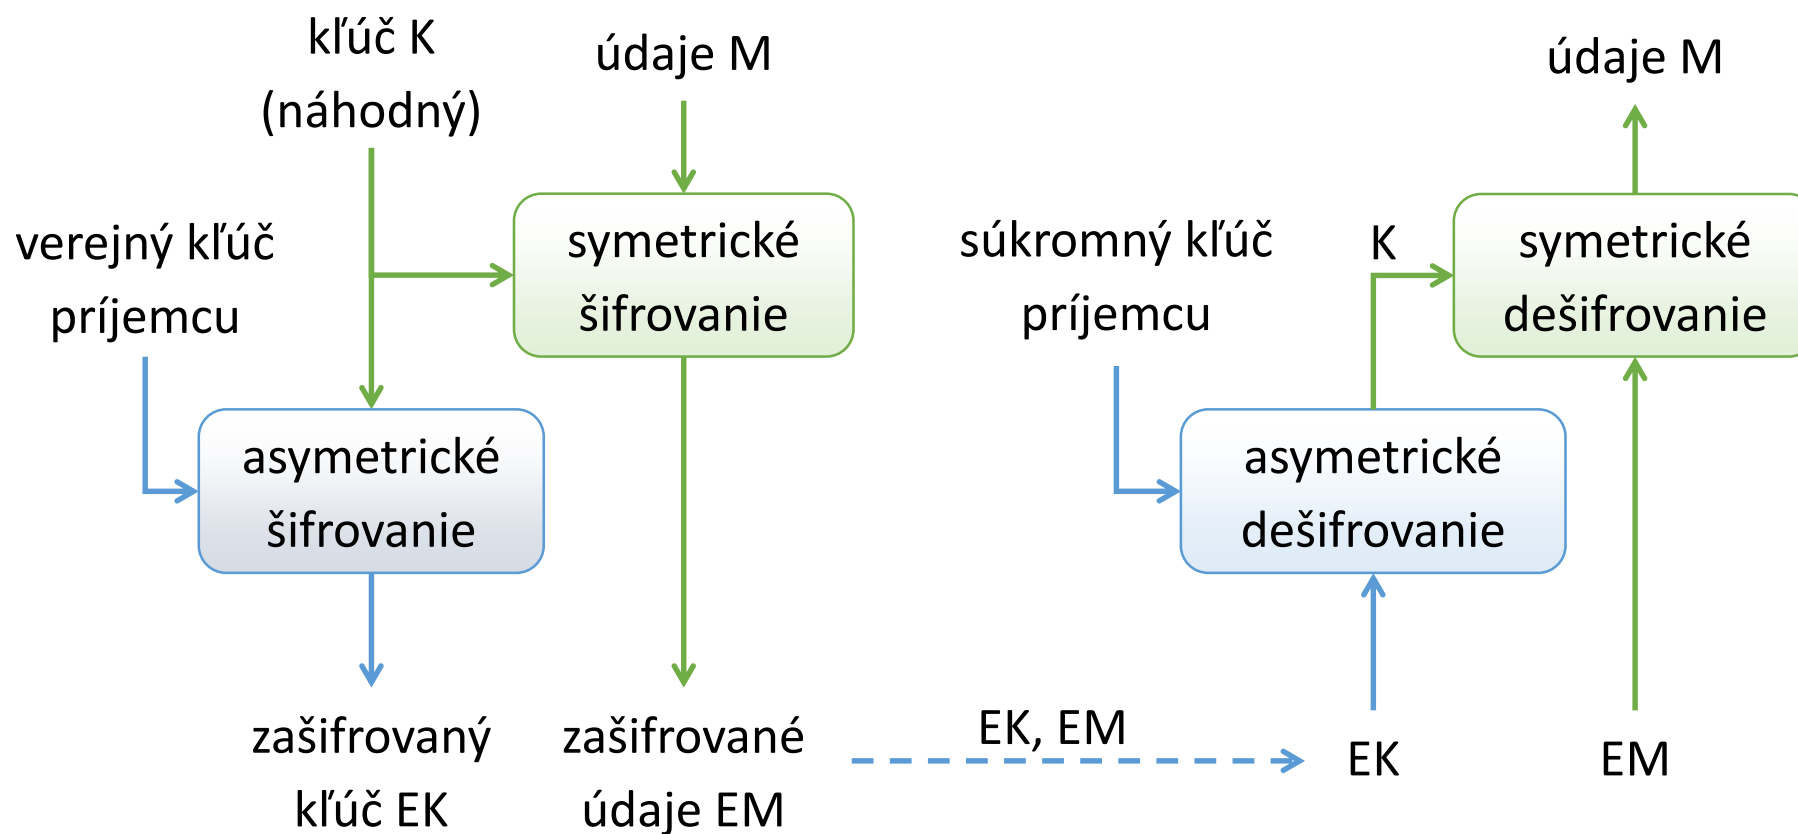 kľúč K
(náhodný)
údaje M
verejný kľúč
príjemcu
symetrické
šifrovanie
asymetrické
šifrovanie
zašifrovaný
kľúč EK
zašifrované
údaje EM
EK, EM
údaje M
súkromný kľúč
príjemcu
K
symetrické
dešifrovanie
asymetrické
dešifrovanie
EK
EM